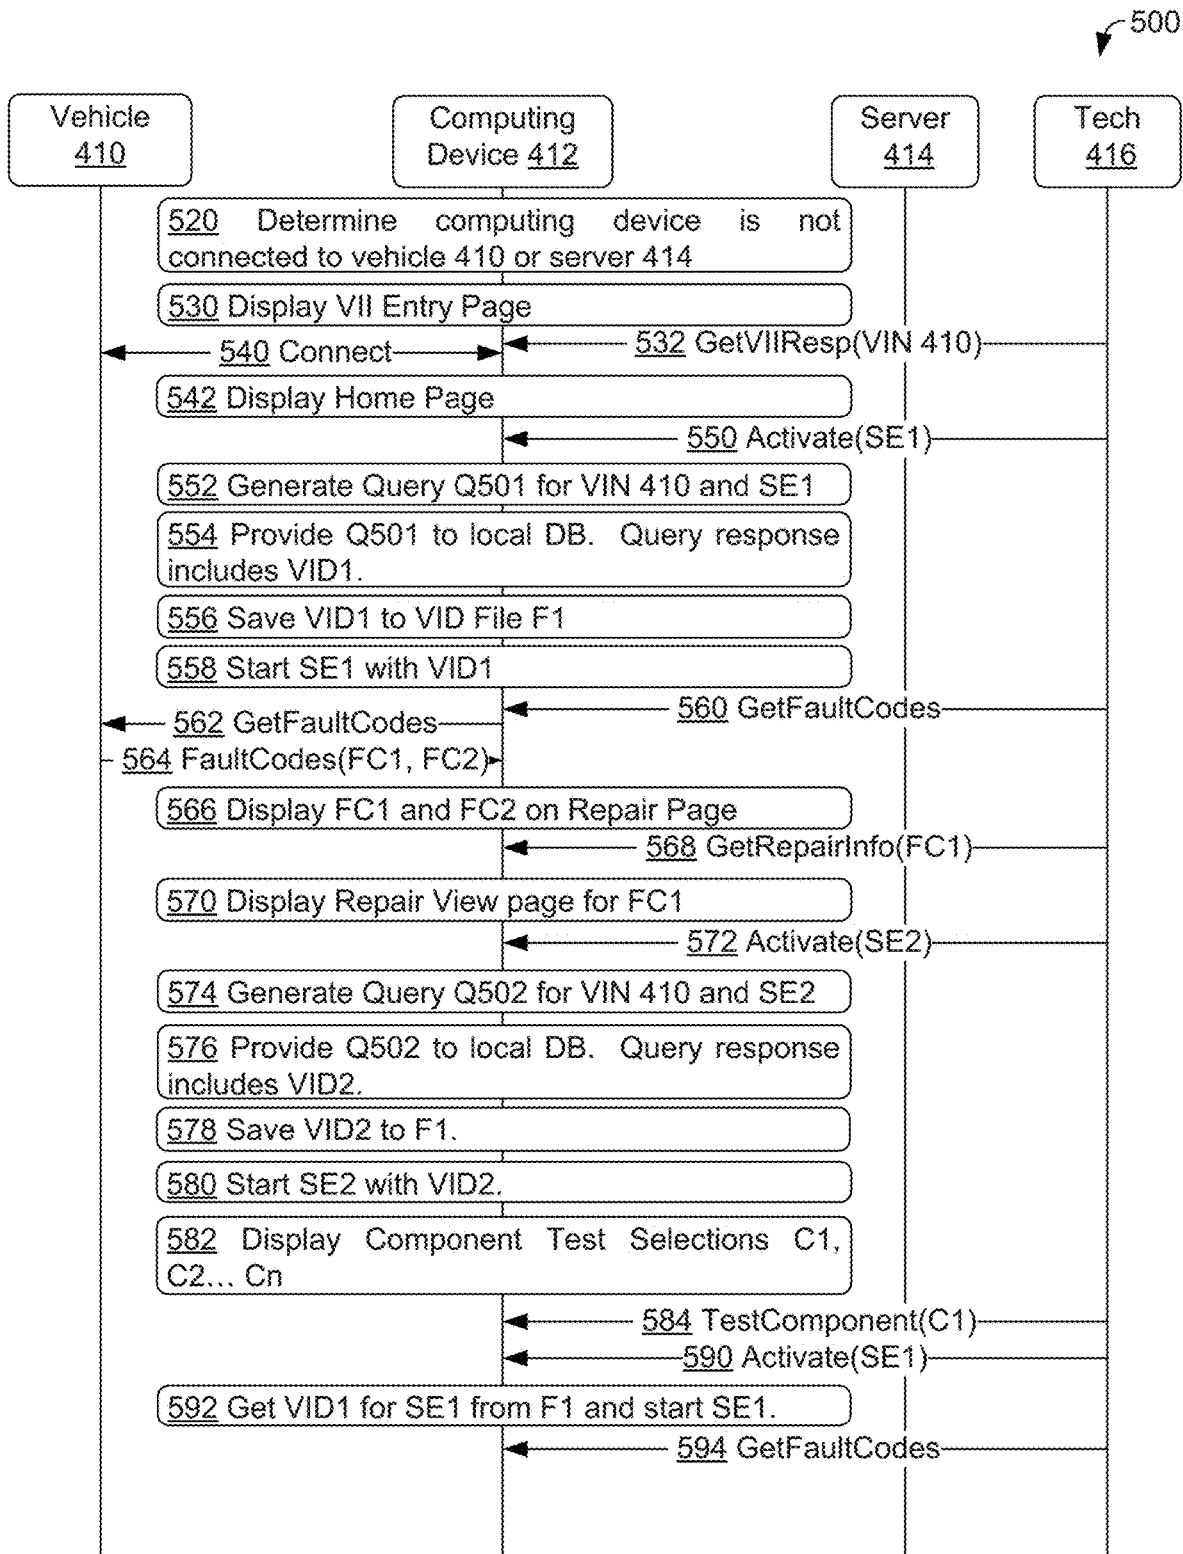 500
Vehicle
410
Computing
Device 412
Server
414
Tech
416
520 Determine computing device is not
connected to vehicle 410 or server 414
530 Display VII Entry Page
532 GetVIIResp(VIN 410)
540 Connect
542 Display Home Page
550 Activate(SE1)
552 Generate Query Q501 for VIN 410 and SE1
554 Provide Q501 to local DB. Query response
includes VID1.
556 Save VID1 to VID File F1
558 Start SE1 with VID1
560 GetFaultCodes
562 GetFaultCodes
564 FaultCodes(FC1, FC2)
566 Display FC1 and FC2 on Repair Page
568 GetRepairInfo(FC1)
570 Display Repair View page for FC1
572 Activate(SE2)
574 Generate Query Q502 for VIN 410 and SE2
576 Provide Q502 to local DB. Query response
includes VID2.
578 Save VID2 to F1.
580 Start SE2 with VID2.
582 Display Component Test Selections C1,
C2... Cn
584 TestComponent(C1)
590 Activate(SE1)
592 Get VID1 for SE1 from F1 and start SE1.
594 GetFaultCodes